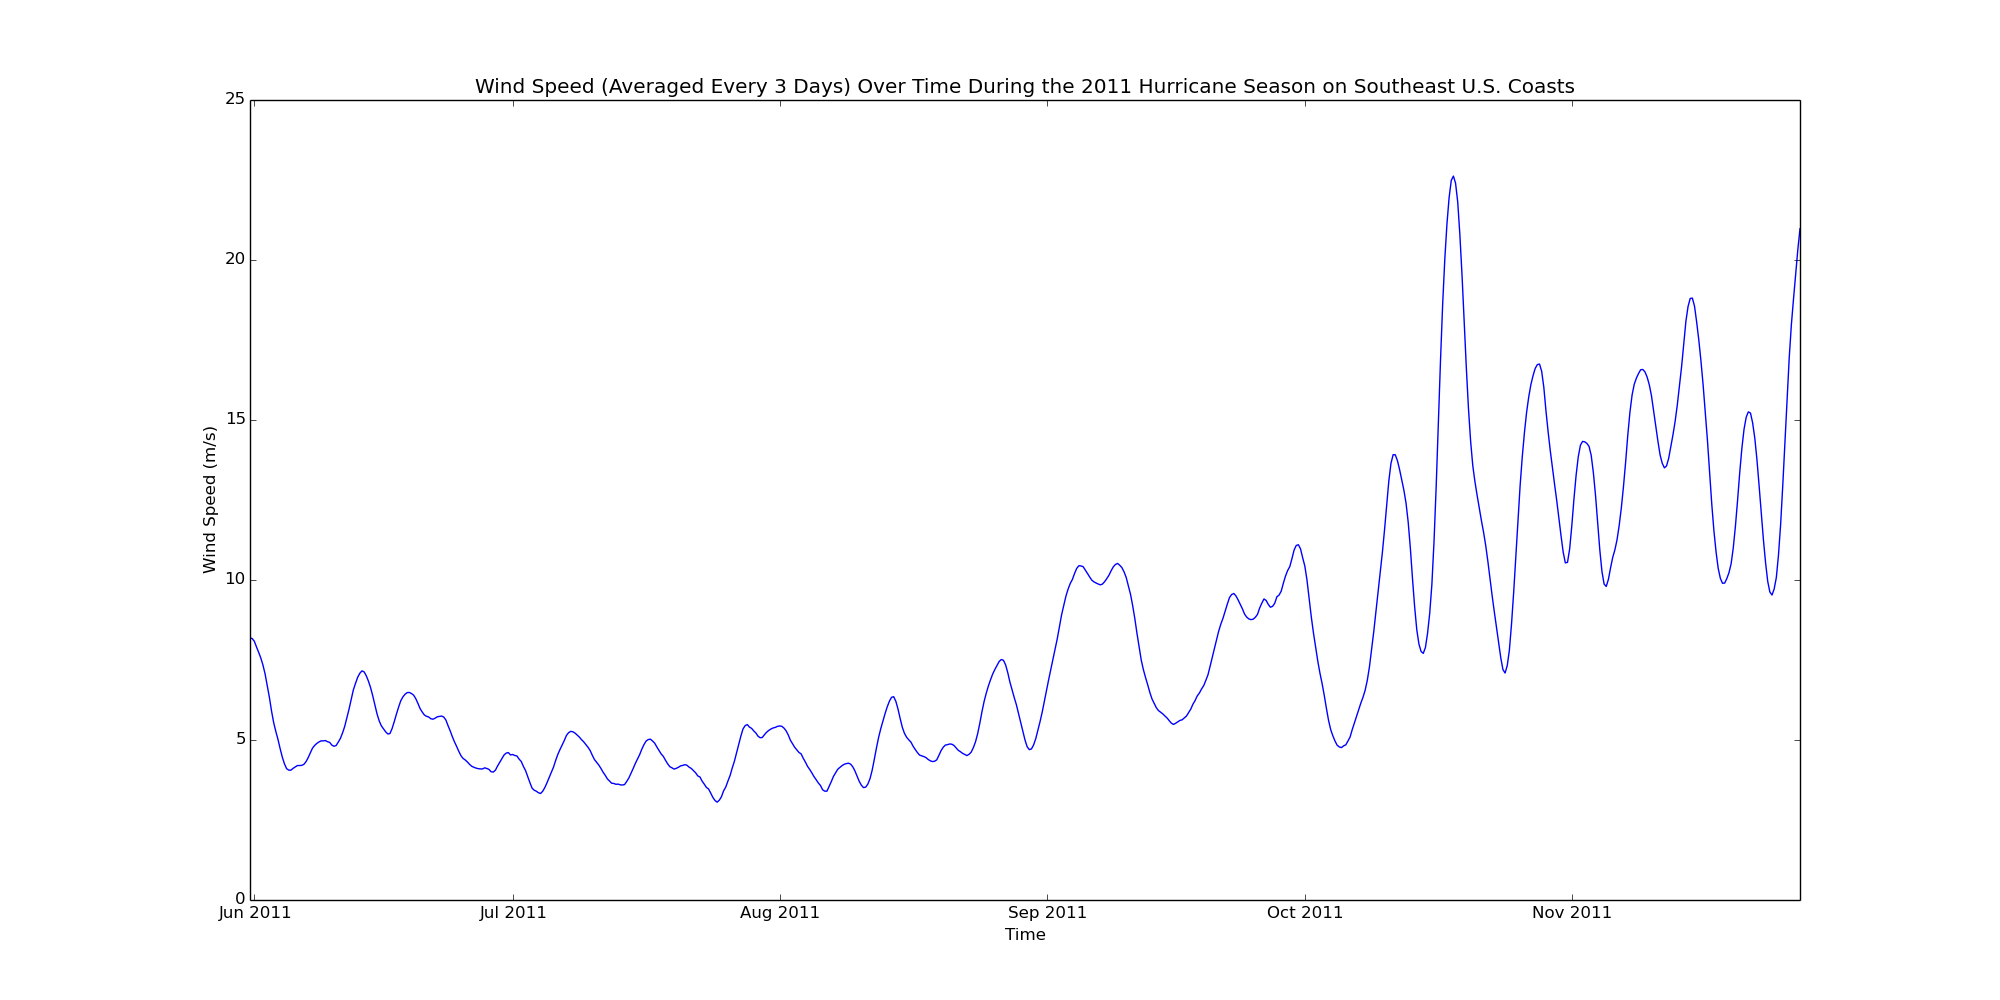 Wind Speed (Averaged Every 3 Days) Over Time During the 2011 Hurricane Season on Southeast U.S. Coasts
25
20
15
10
5
0
Wind Speed (m/s)
Jun 2011
Jul 2011
Aug 2011
Sep 2011
Oct 2011
Nov 2011
Time